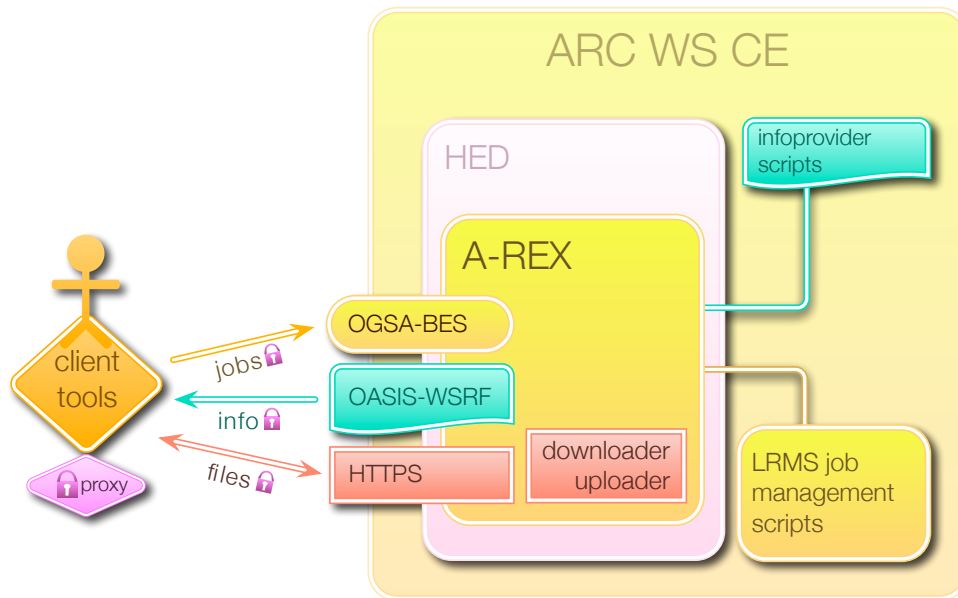 ARC WS CE
HED
infoprovider
scripts
A-REX
client
tools
proxy
jobs
info
files
OGSA-BES
OASIS-WSRF
HTTPS
downloader
uploader
LRMS job
management
scripts